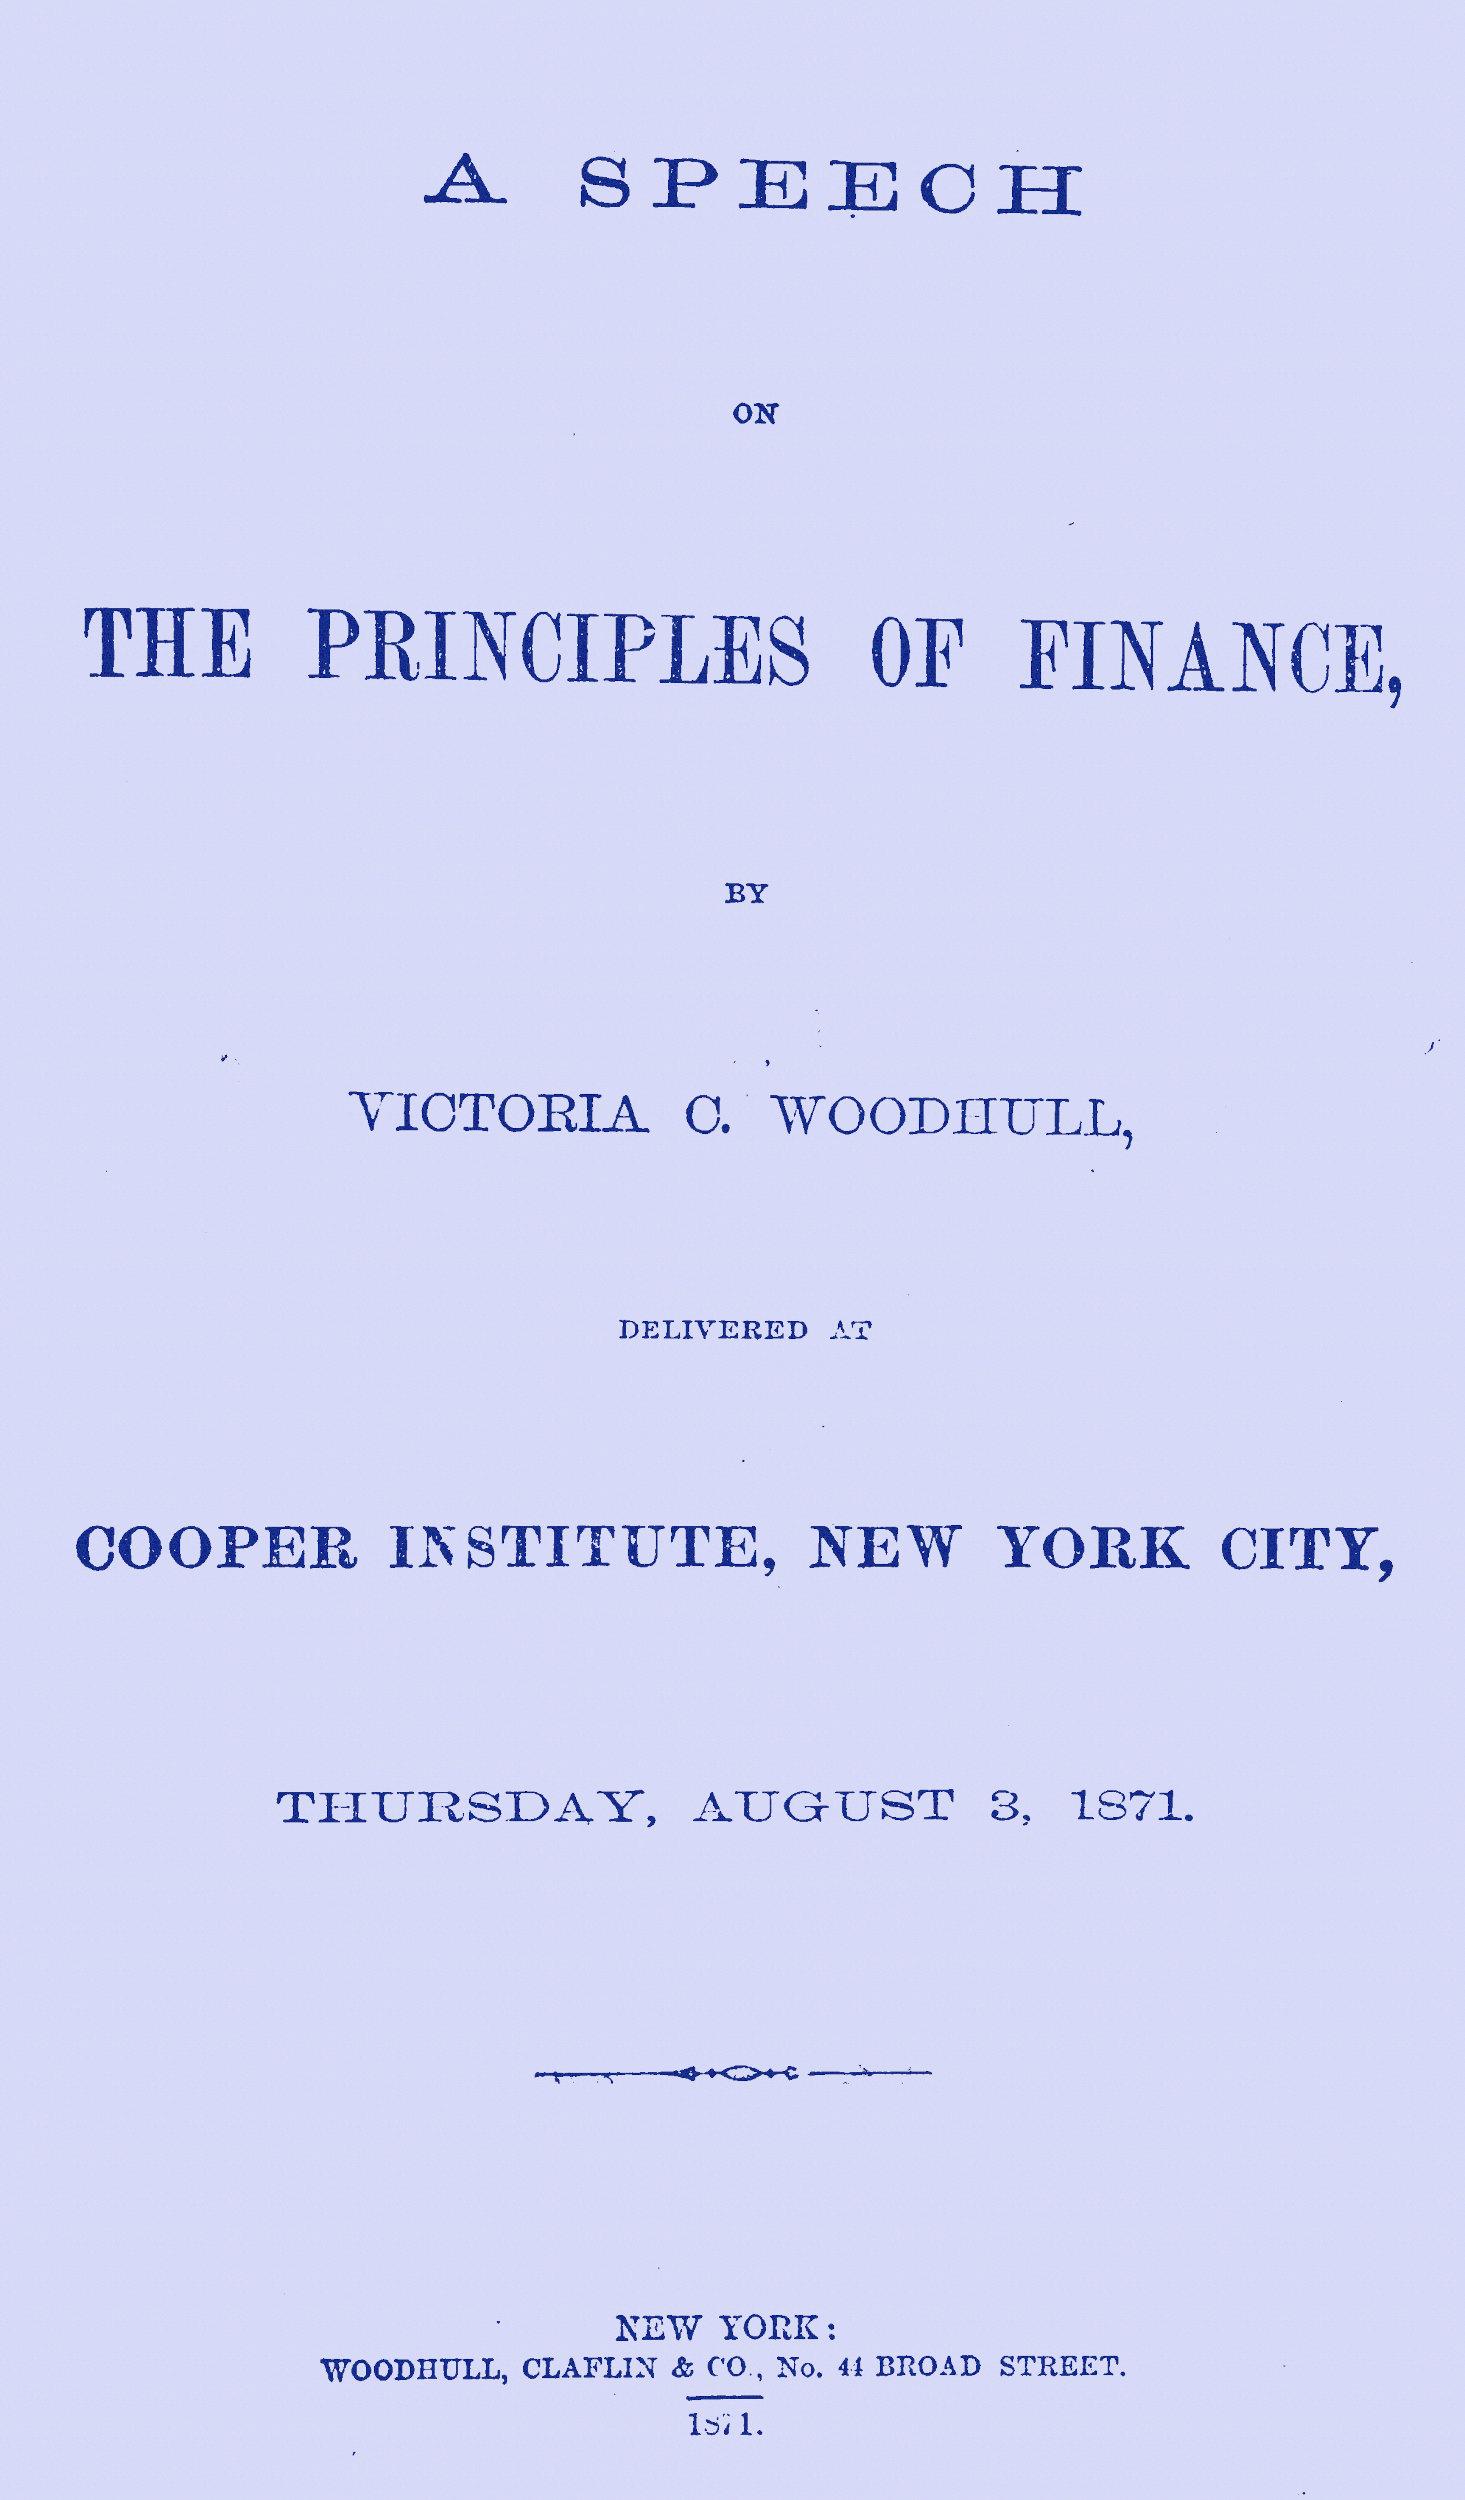 A SPEECH
ON
THE PRINCIPLES OF FINANCE,
BY
VICTORIA C. WOODHULL,
DELIVERED AT
COOPER INSTITUTE, NEW YORK CITY,
THURSDAY, AUGUST 3, 1871.
NEW YORK:
WOODHULL, CLAFLIN & CO., No. 44 BROAD STREET.
1871.